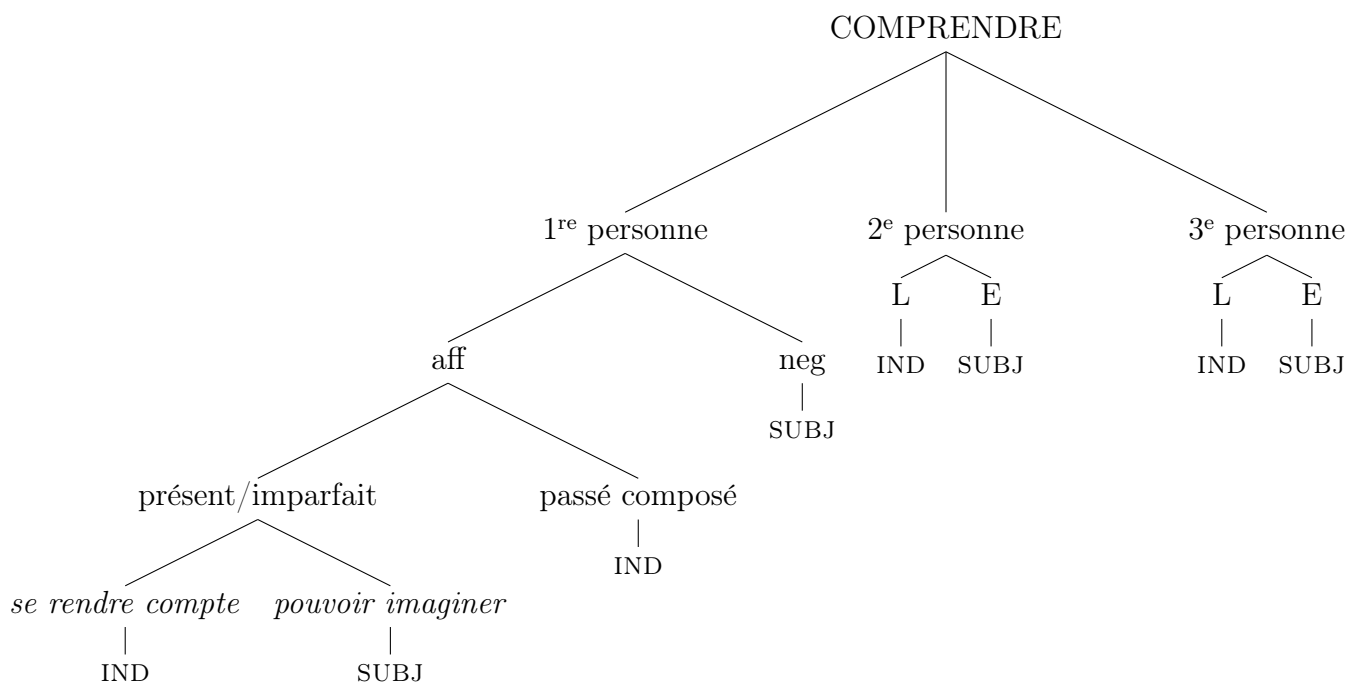 COMPRENDRE
1re personne 2e personne 3e personne
L E L E
aff neg IND SUBJ IND SUBJ
SUBJ
présent/imparfait passé composé
IND
se rendre compte pouvoir imaginer
IND SUBJ